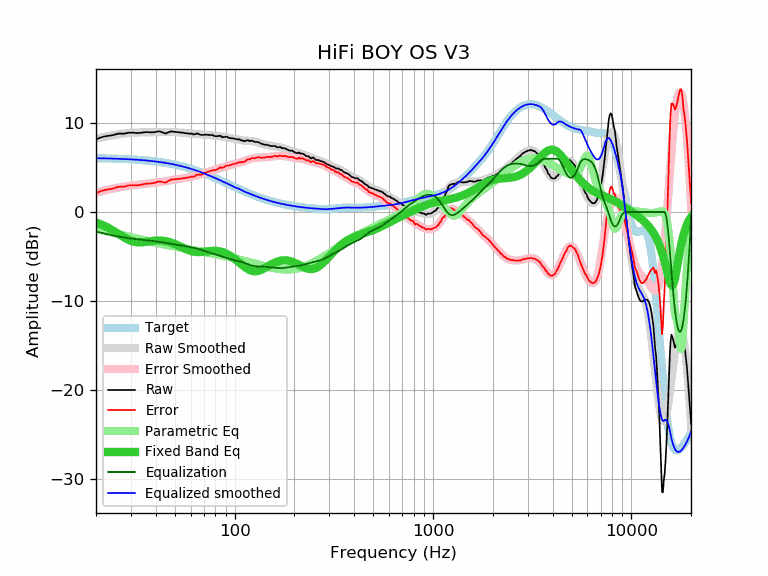 HiFi BOY OS V3
Amplitude (dBr)
10
0
−10
−20
−30
Target
Raw Smoothed
Error Smoothed
Raw
Error
Parametric Eq
Fixed Band Eq
Equalization
Equalized smoothed
100
1000
10000
Frequency (Hz)